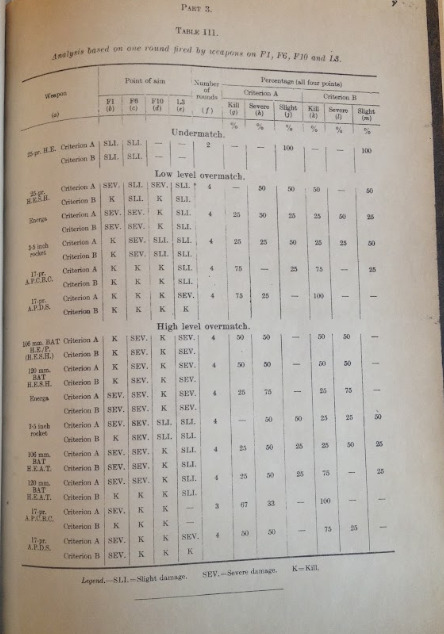 PART 3.
TABLE III.
Analysis based on one round fired by weapons on F1, F6, F10 and L3.
Weapon Point of aim Number of rounds Percentage (all four points)
Criterion A Criterion B
F1 F6 F10 L3 Kill Severe Slight Kill Severe Slight
(a) (b) (c) (d) (e) (f) (g) (h) (j) (k) (l) (m)
% % % % % %
Undermatch.
25-pr. H.E. Criterion A SLI. SLI. — — 2 — — 100 — — 100
Criterion B SLI. SLI. — —
Low level overmatch.
25-pr. H.E.S.H. Criterion A SEV. SLI. SEV. SLI. 4 — 50 50 50 — 50
Criterion B K SLI. K SLI.
Energa Criterion A SEV. SEV. K SLI. 4 25 50 25 25 50 25
Criterion B SEV. SEV. K SLI.
3·5 inch rocket Criterion A K SEV. SLI. SLI. 4 25 25 50 25 25 50
Criterion B K SEV. SLI. SLI.
17-pr. A.P.C.B.C. Criterion A K K K SLI. 4 75 — 25 75 — 25
Criterion B K K K SLI.
17-pr. A.P.D.S. Criterion A K K K SEV. 4 75 25 — 100 — —
Criterion B K K K K
High level overmatch.
106 mm. BAT H.E./P. (H.E.S.H.) Criterion A K SEV. K SEV. 4 50 50 — 50 50 —
Criterion B K SEV. K SEV.
120 mm. BAT H.E.S.H. Criterion A K SEV. K SEV. 4 50 50 — 50 50 —
Criterion B K SEV. K SEV.
Energa Criterion A SEV. SEV. K SEV. 4 25 75 — 25 75 —
Criterion B SEV. SEV. K SEV.
3·5 inch rocket Criterion A SEV. SEV. SLI. SLI. 4 — 50 50 25 25 50
Criterion B K SEV. SLI. SLI.
106 mm. BAT H.E.A.T. Criterion A SEV. SEV. K SLI. 4 25 50 25 25 50 25
Criterion B SEV. SEV. K SLI.
120 mm. BAT H.E.A.T. Criterion A SEV. SEV. K SLI. 4 25 50 25 75 — 25
Criterion B K K K SLI.
17-pr. A.P.C.B.C. Criterion A SEV. K K — 3 67 33 — 100 — —
Criterion B K K K —
17-pr. A.P.D.S. Criterion A SEV. K K SEV. 4 50 50 — 75 25 —
Criterion B SEV. K K K
Legend.—SLI.=Slight damage. SEV.=Severe damage. K=Kill.